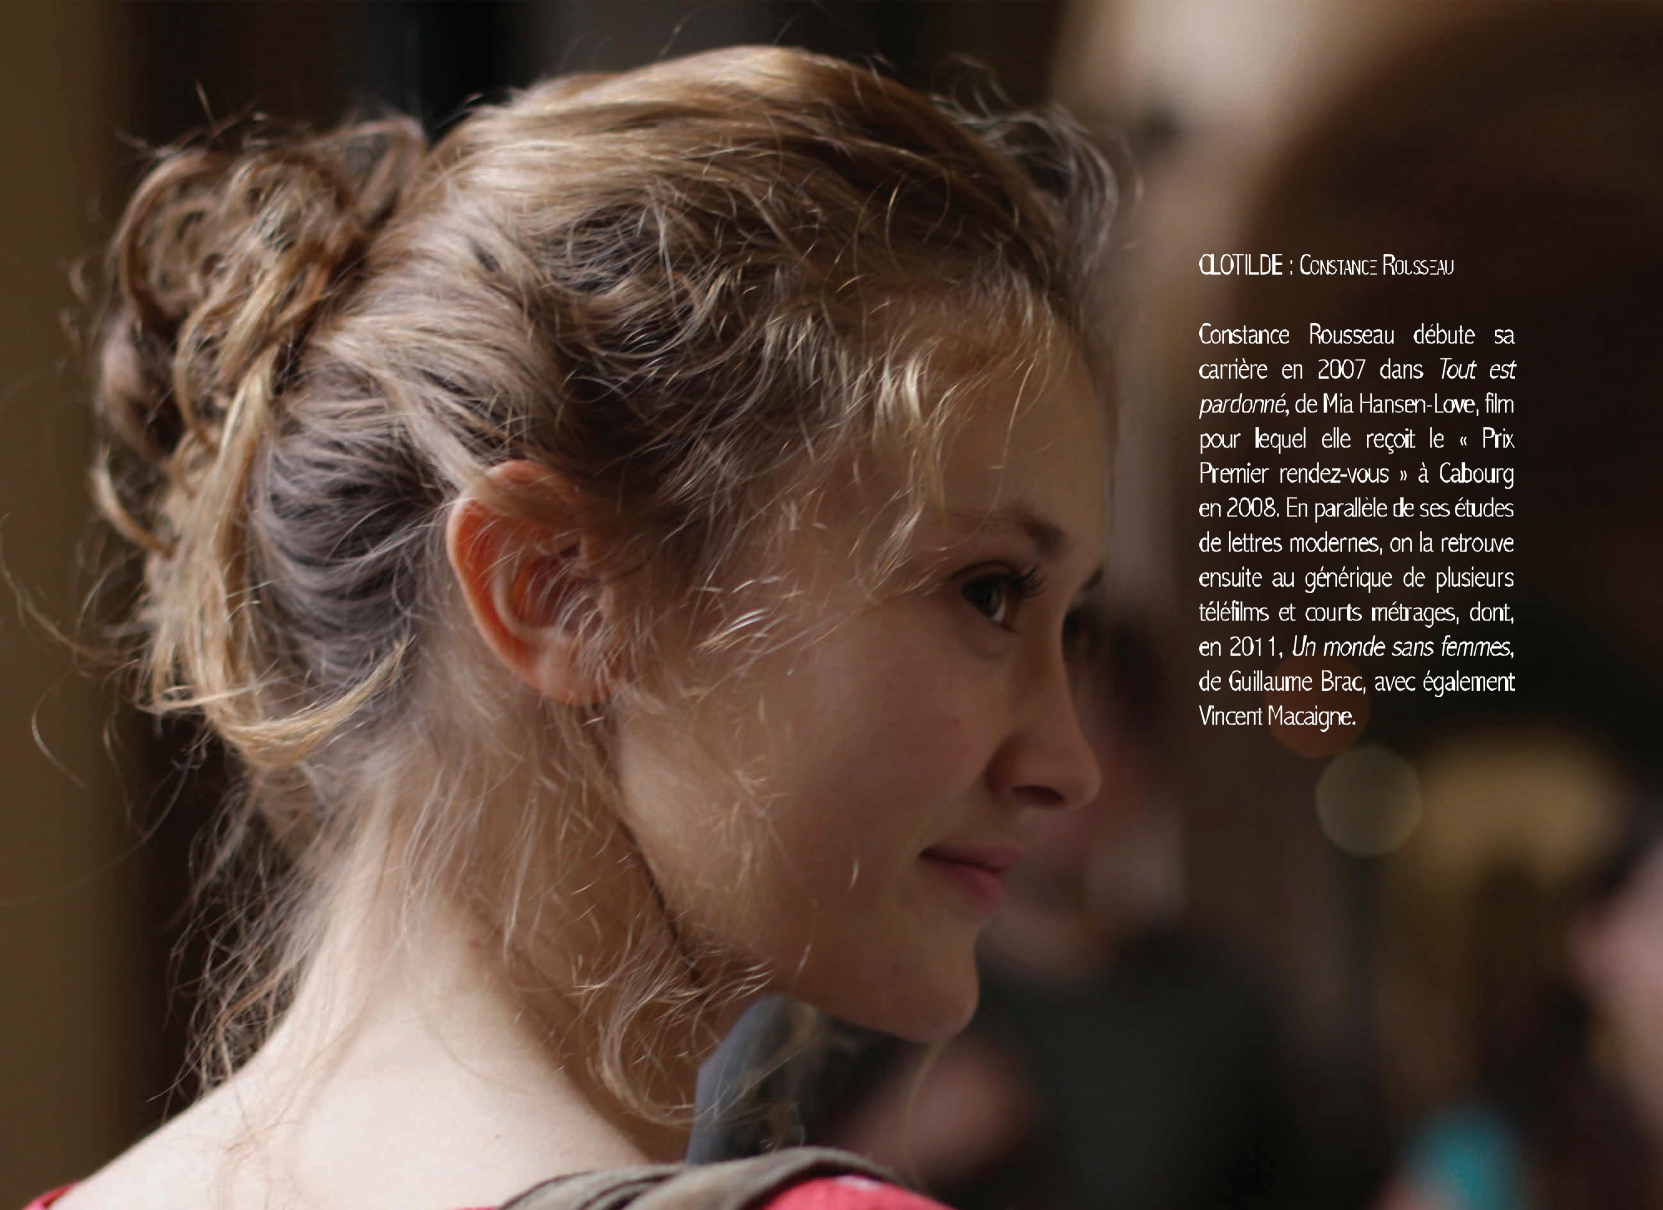 CLOTILDE : Constance Rousseau
Constance Rousseau débute sa
carrière en 2007 dans Tout est
pardonné, de Mia Hansen-Love, film
pour lequel elle reçoit le « Prix
Premier rendez-vous » à Cabourg
en 2008. En parallèle de ses études
de lettres modernes, on la retrouve
ensuite au générique de plusieurs
téléfilms et courts métrages, dont,
en 2011, Un monde sans femmes,
de Guillaume Brac, avec également
Vincent Macaigne.